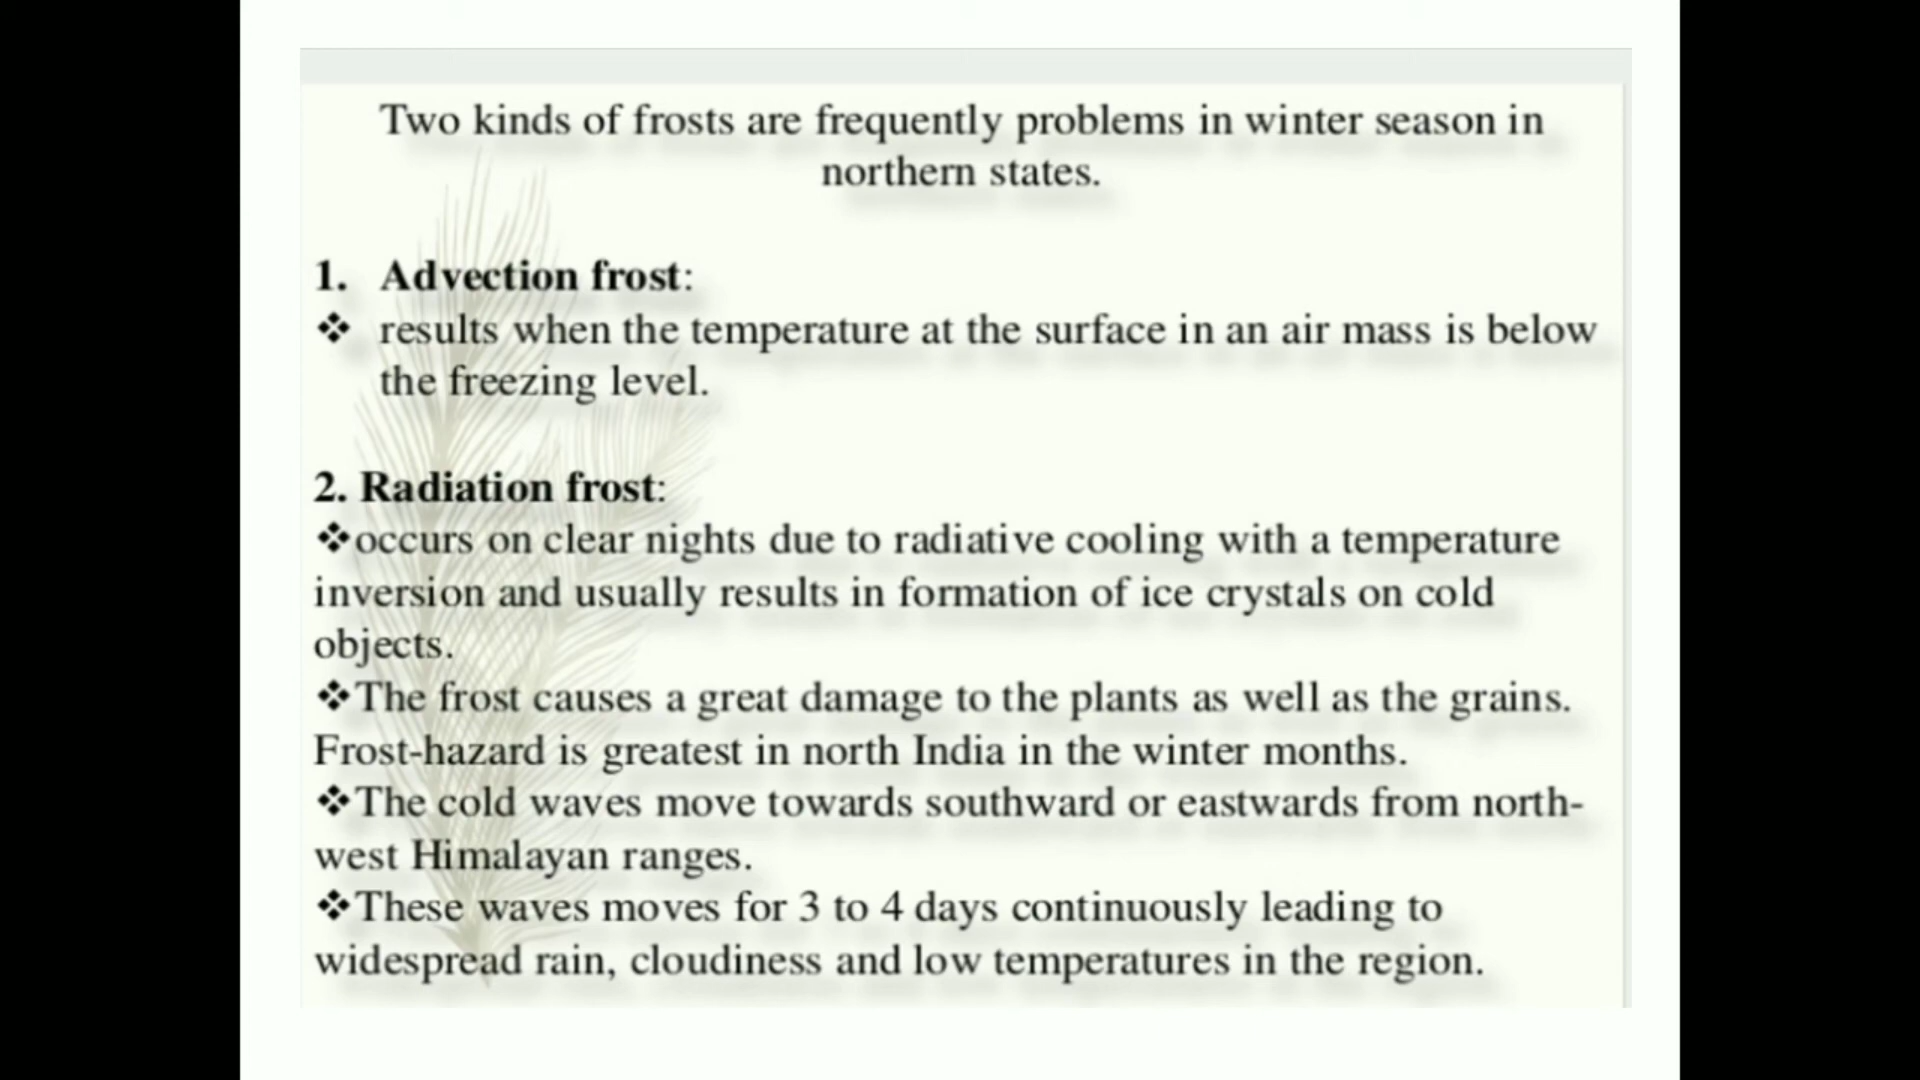 Two kinds of frosts are frequently problems in winter season in
northern states.
1. Advection frost:
❖ results when the temperature at the surface in an air mass is below
the freezing level.
2. Radiation frost:
❖occurs on clear nights due to radiative cooling with a temperature
inversion and usually results in formation of ice crystals on cold
objects.
❖The frost causes a great damage to the plants as well as the grains.
Frost-hazard is greatest in north India in the winter months.
❖The cold waves move towards southward or eastwards from north-
west Himalayan ranges.
❖These waves moves for 3 to 4 days continuously leading to
widespread rain, cloudiness and low temperatures in the region.